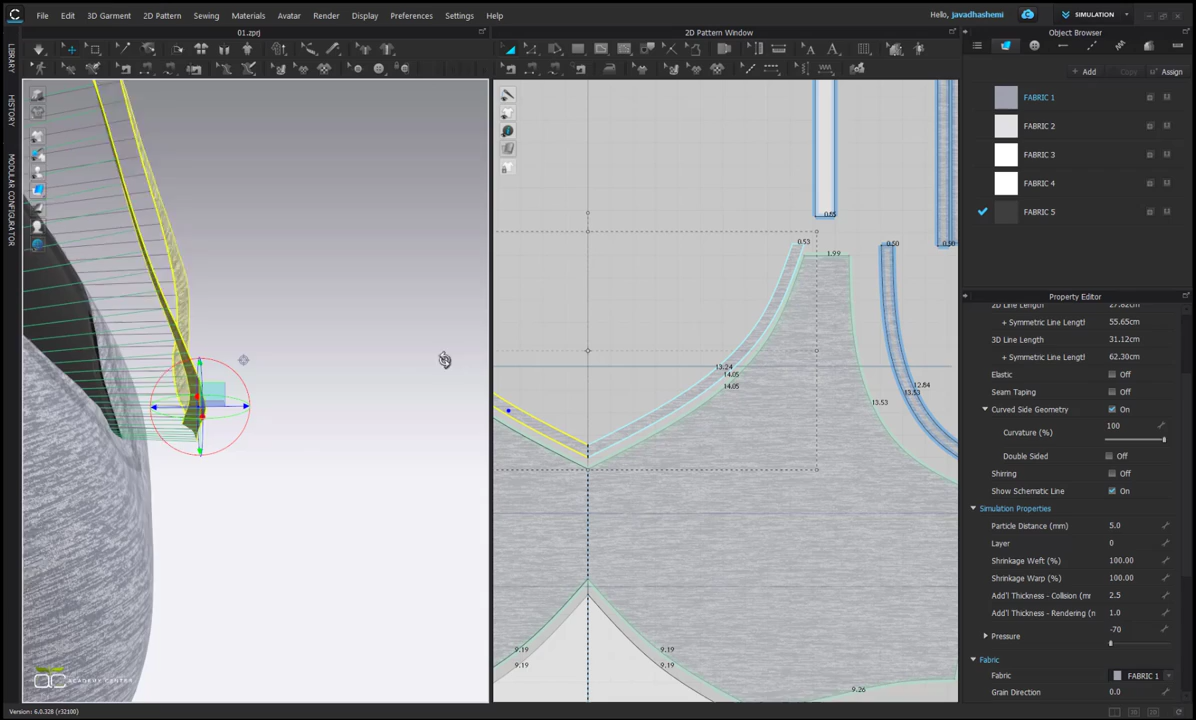 File Edit 3D Garment 2D Pattern Sewing Materials Avatar Render Display Preferences Settings Help
Hello, javadhashemi
SIMULATION
01.zprj
2D Pattern Window
Object Browser
LIBRARY
HISTORY
MODULAR CONFIGURATOR
+ Add Copy Assign
FABRIC 1
FABRIC 2
FABRIC 3
FABRIC 4
FABRIC 5
0.85
0.53
1.99
0.50
0.50
13.24
14.05
14.05
12.84
13.53
13.53
9.19
9.19
9.19
9.19
9.26
Property Editor
2D Line Length 27.82cm
+ Symmetric Line Length 55.65cm
3D Line Length 31.12cm
+ Symmetric Line Length 62.30cm
Elastic Off
Seam Taping Off
Curved Side Geometry On
Curvature (%) 100
Double Sided Off
Shirring Off
Show Schematic Line On
Simulation Properties
Particle Distance (mm) 5.0
Layer 0
Shrinkage Weft (%) 100.00
Shrinkage Warp (%) 100.00
Add'l Thickness - Collision (mr 2.5
Add'l Thickness - Rendering (n 1.0
Pressure -70
Fabric
Fabric FABRIC 1
Grain Direction 0.0
ACADEMY CENTER
Version: 6.0.328 (r32100)